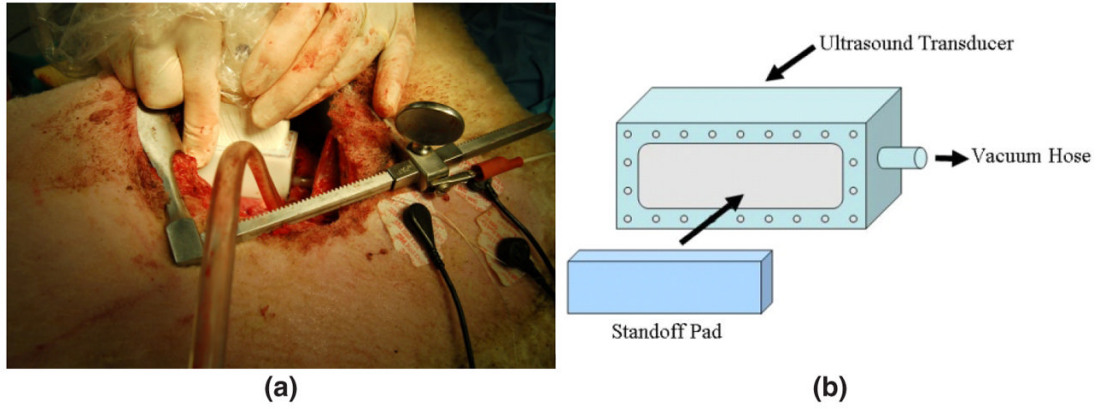 Ultrasound Transducer
Vacuum Hose
Standoff Pad
(a)
(b)